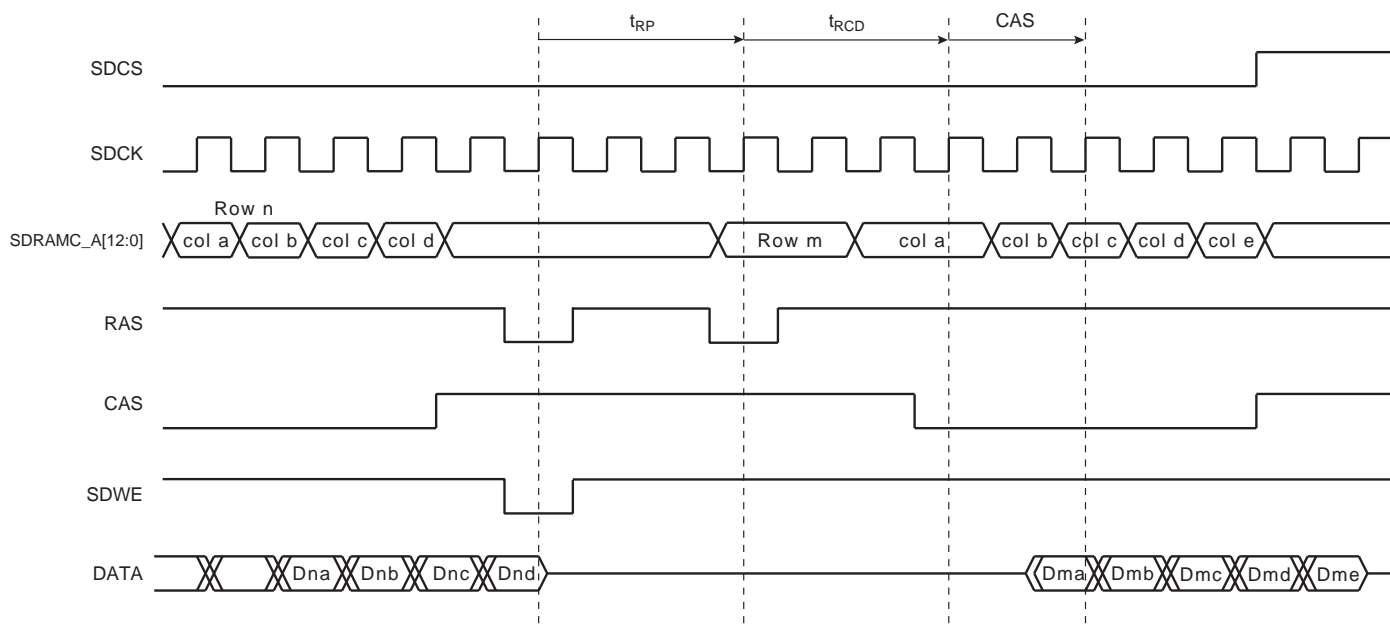 tRP tRCD CAS
SDCS
SDCK
Row n
SDRAMC_A[12:0] col a col b col c col d Row m col a col b col c col d col e
RAS
CAS
SDWE
DATA Dna Dnb Dnc Dnd Dma Dmb Dmc Dmd Dme